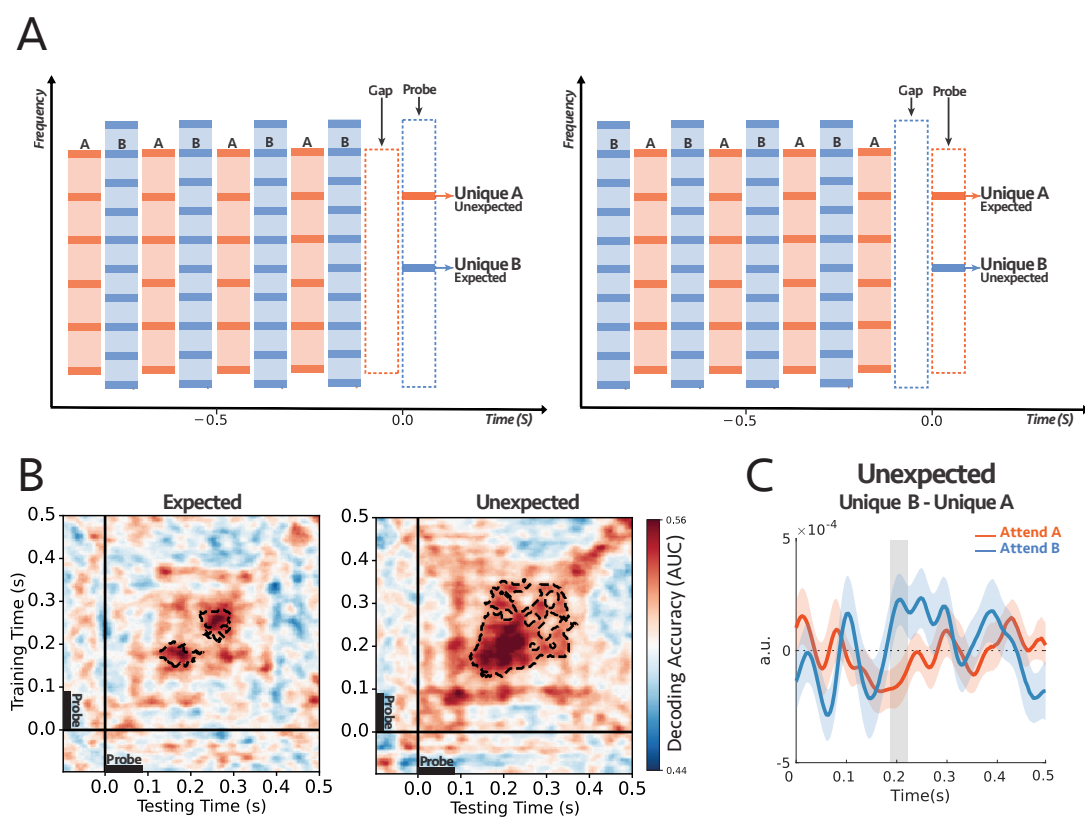 A
Frequency
A B A B A B A B
Gap
Probe
Unique A
Unexpected
Unique B
Expected
−0.5
0.0
Time (S)
Frequency
B A B A B A B A
Gap
Probe
Unique A
Expected
Unique B
Unexpected
−0.5
0.0
Time (S)
B
Expected
Training Time (s)
0.5
0.4
0.3
0.2
0.1
0.0
Probe
Probe
0.0 0.1 0.2 0.3 0.4 0.5
Testing Time (s)
Unexpected
0.5
0.4
0.3
0.2
0.1
0.0
Probe
Probe
0.0 0.1 0.2 0.3 0.4 0.5
Testing Time (s)
0.56
Decoding Accuracy (AUC)
0.44
C
Unexpected
Unique B - Unique A
×10⁻⁴
Attend A
Attend B
5
0
-5
a.u.
0 0.1 0.2 0.3 0.4 0.5
Time(s)